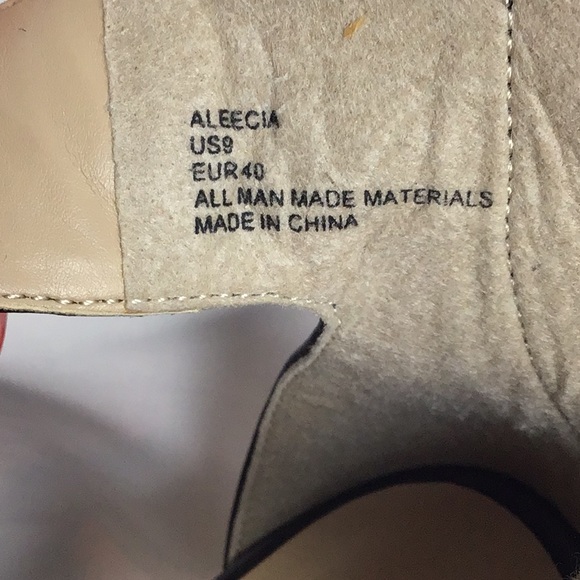 ALEECIA
US9
EUR40
ALL MAN MADE MATERIALS
MADE IN CHINA